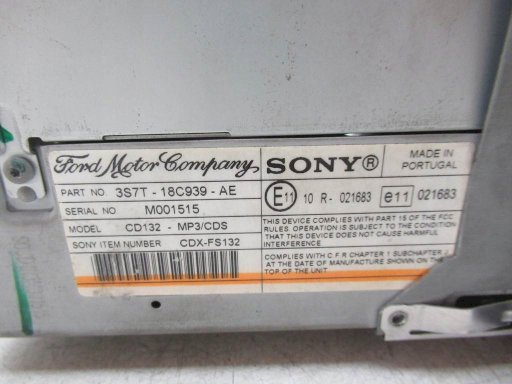 Ford Motor Company SONY® MADE IN PORTUGAL
PART NO. 3S7T - 18C939 - AE
SERIAL NO M001515
MODEL CD132 - MP3/CDS
SONY ITEM NUMBER CDX-FS132
E11 10 R - 021683 e11 021683
THIS DEVICE COMPLIES WITH PART 15 OF THE FCC
RULES. OPERATION IS SUBJECT TO THE CONDITION
THAT THIS DEVICE DOES NOT CAUSE HARMFUL
INTERFERENCE
COMPLIES WITH C.F.R CHAPTER 1 SUBCHAPTER
AT THE DATE OF MANUFACTURE SHOWN ON THE
TOP OF THE UNIT